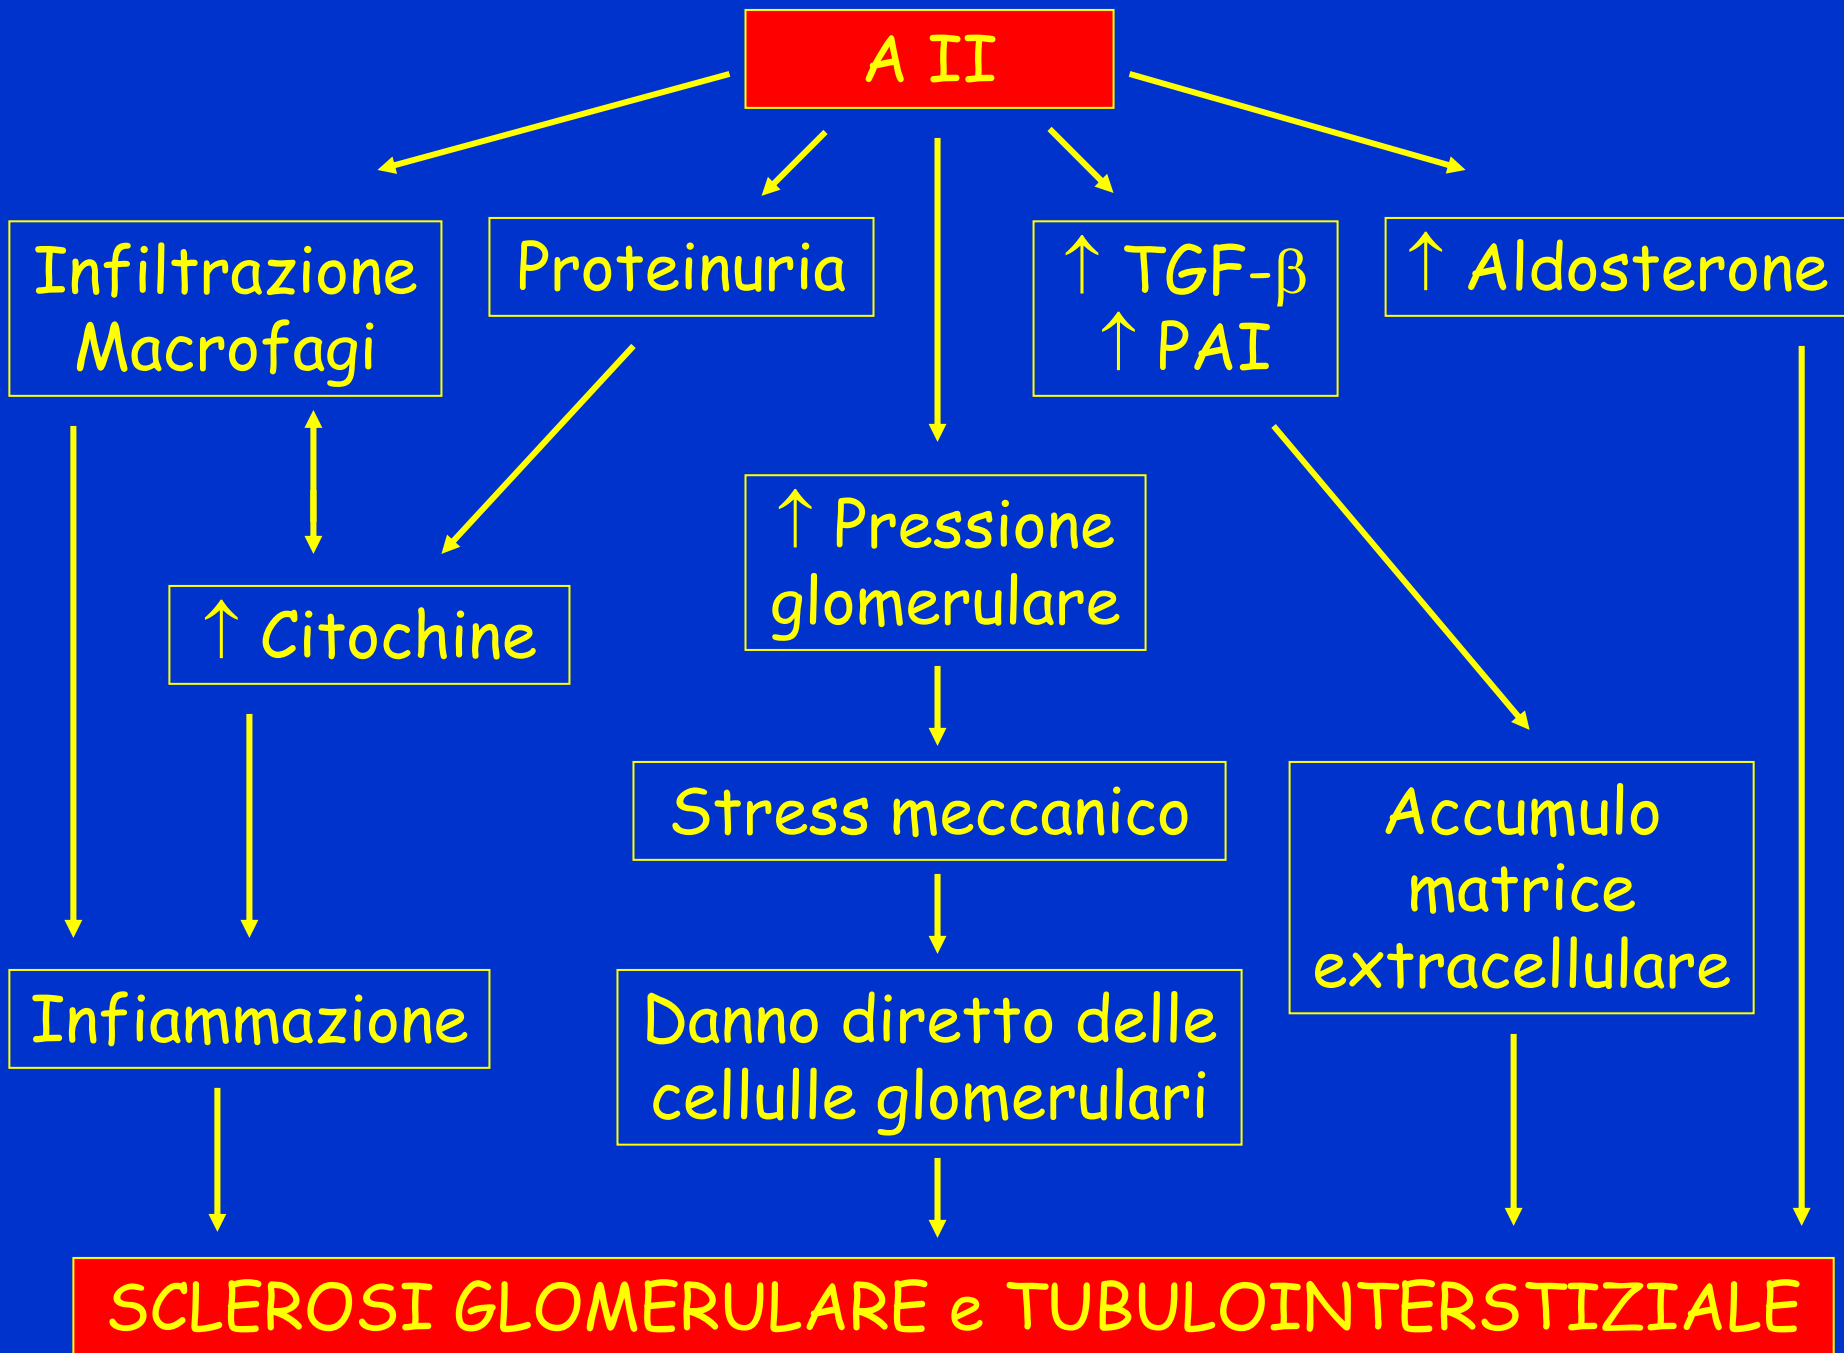 A II
Infiltrazione
Macrofagi
Proteinuria
↑ TGF-β
↑ PAI
↑ Aldosterone
↑ Pressione
glomerulare
↑ Citochine
Stress meccanico
Accumulo
matrice
extracellulare
Infiammazione
Danno diretto delle
cellulle glomerulari
SCLEROSI GLOMERULARE e TUBULOINTERSTIZIALE